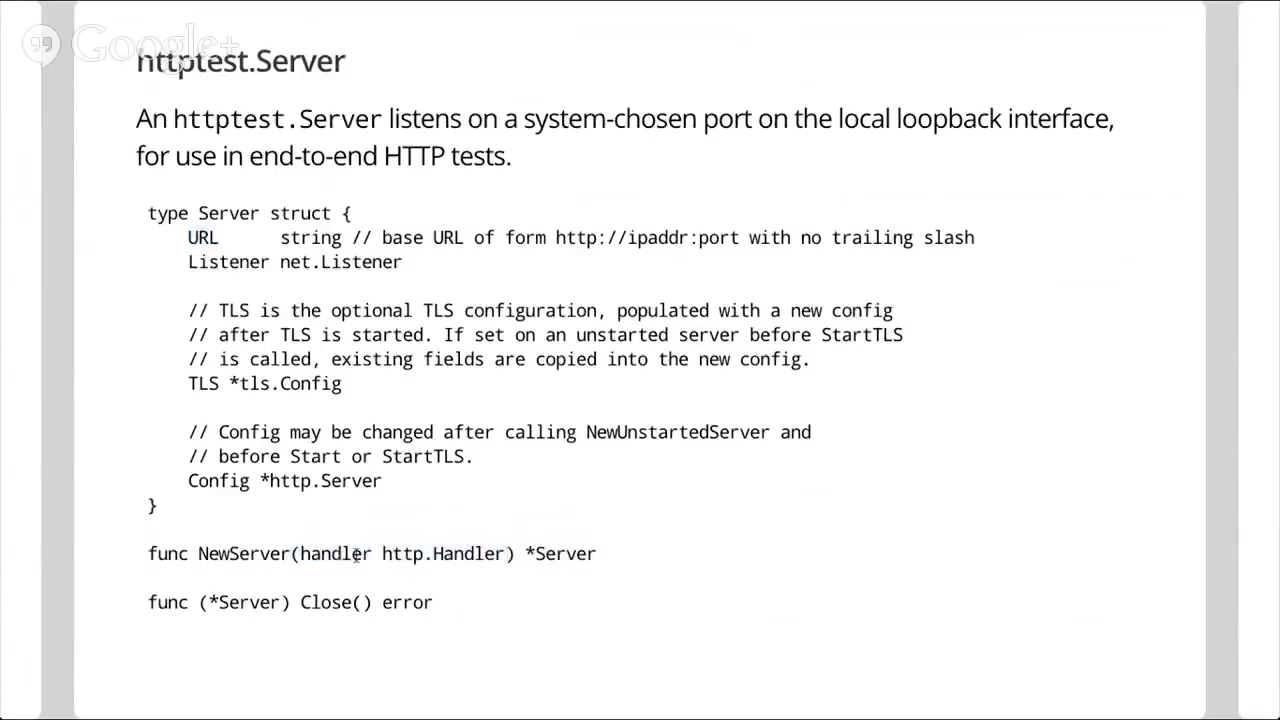 Google+
httptest.Server
An httptest.Server listens on a system-chosen port on the local loopback interface,
for use in end-to-end HTTP tests.
type Server struct {
    URL      string // base URL of form http://ipaddr:port with no trailing slash
    Listener net.Listener
    // TLS is the optional TLS configuration, populated with a new config
    // after TLS is started. If set on an unstarted server before StartTLS
    // is called, existing fields are copied into the new config.
    TLS *tls.Config
    // Config may be changed after calling NewUnstartedServer and
    // before Start or StartTLS.
    Config *http.Server
}
func NewServer(handler http.Handler) *Server
func (*Server) Close() error